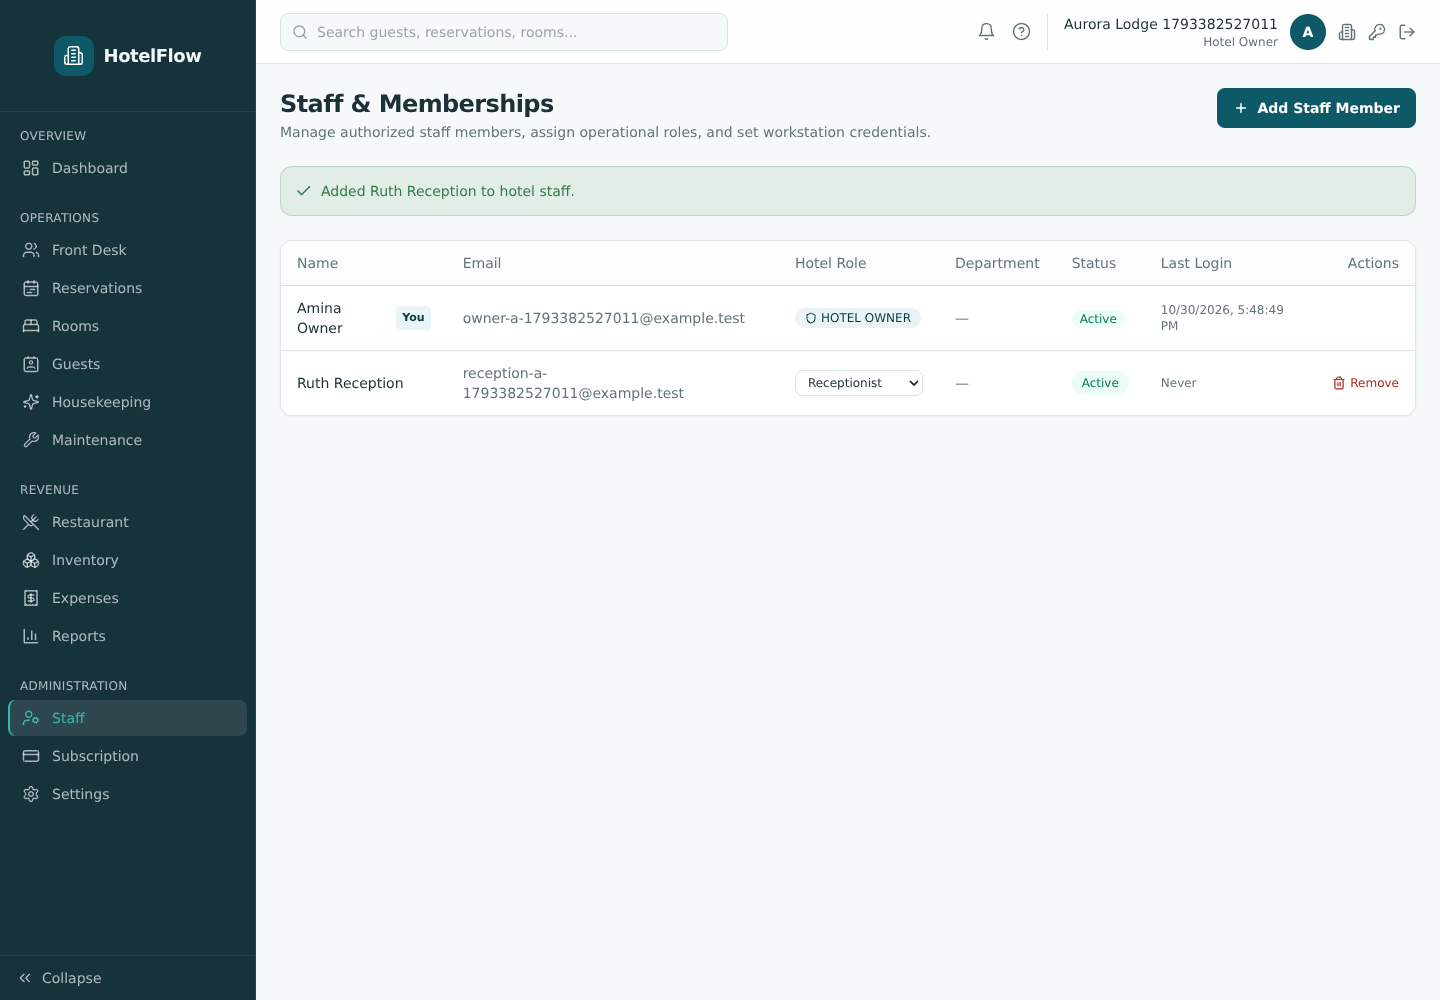 HotelFlow
Search guests, reservations, rooms...
Aurora Lodge 1793382527011
Hotel Owner
A
OVERVIEW
Dashboard
OPERATIONS
Front Desk
Reservations
Rooms
Guests
Housekeeping
Maintenance
REVENUE
Restaurant
Inventory
Expenses
Reports
ADMINISTRATION
Staff
Subscription
Settings
Collapse
Staff & Memberships
Manage authorized staff members, assign operational roles, and set workstation credentials.
+ Add Staff Member
Added Ruth Reception to hotel staff.
Name Email Hotel Role Department Status Last Login Actions
Amina
Owner
You
owner-a-1793382527011@example.test
HOTEL OWNER
—
Active
10/30/2026, 5:48:49
PM
Ruth Reception
reception-a-
1793382527011@example.test
Receptionist
—
Active
Never
Remove